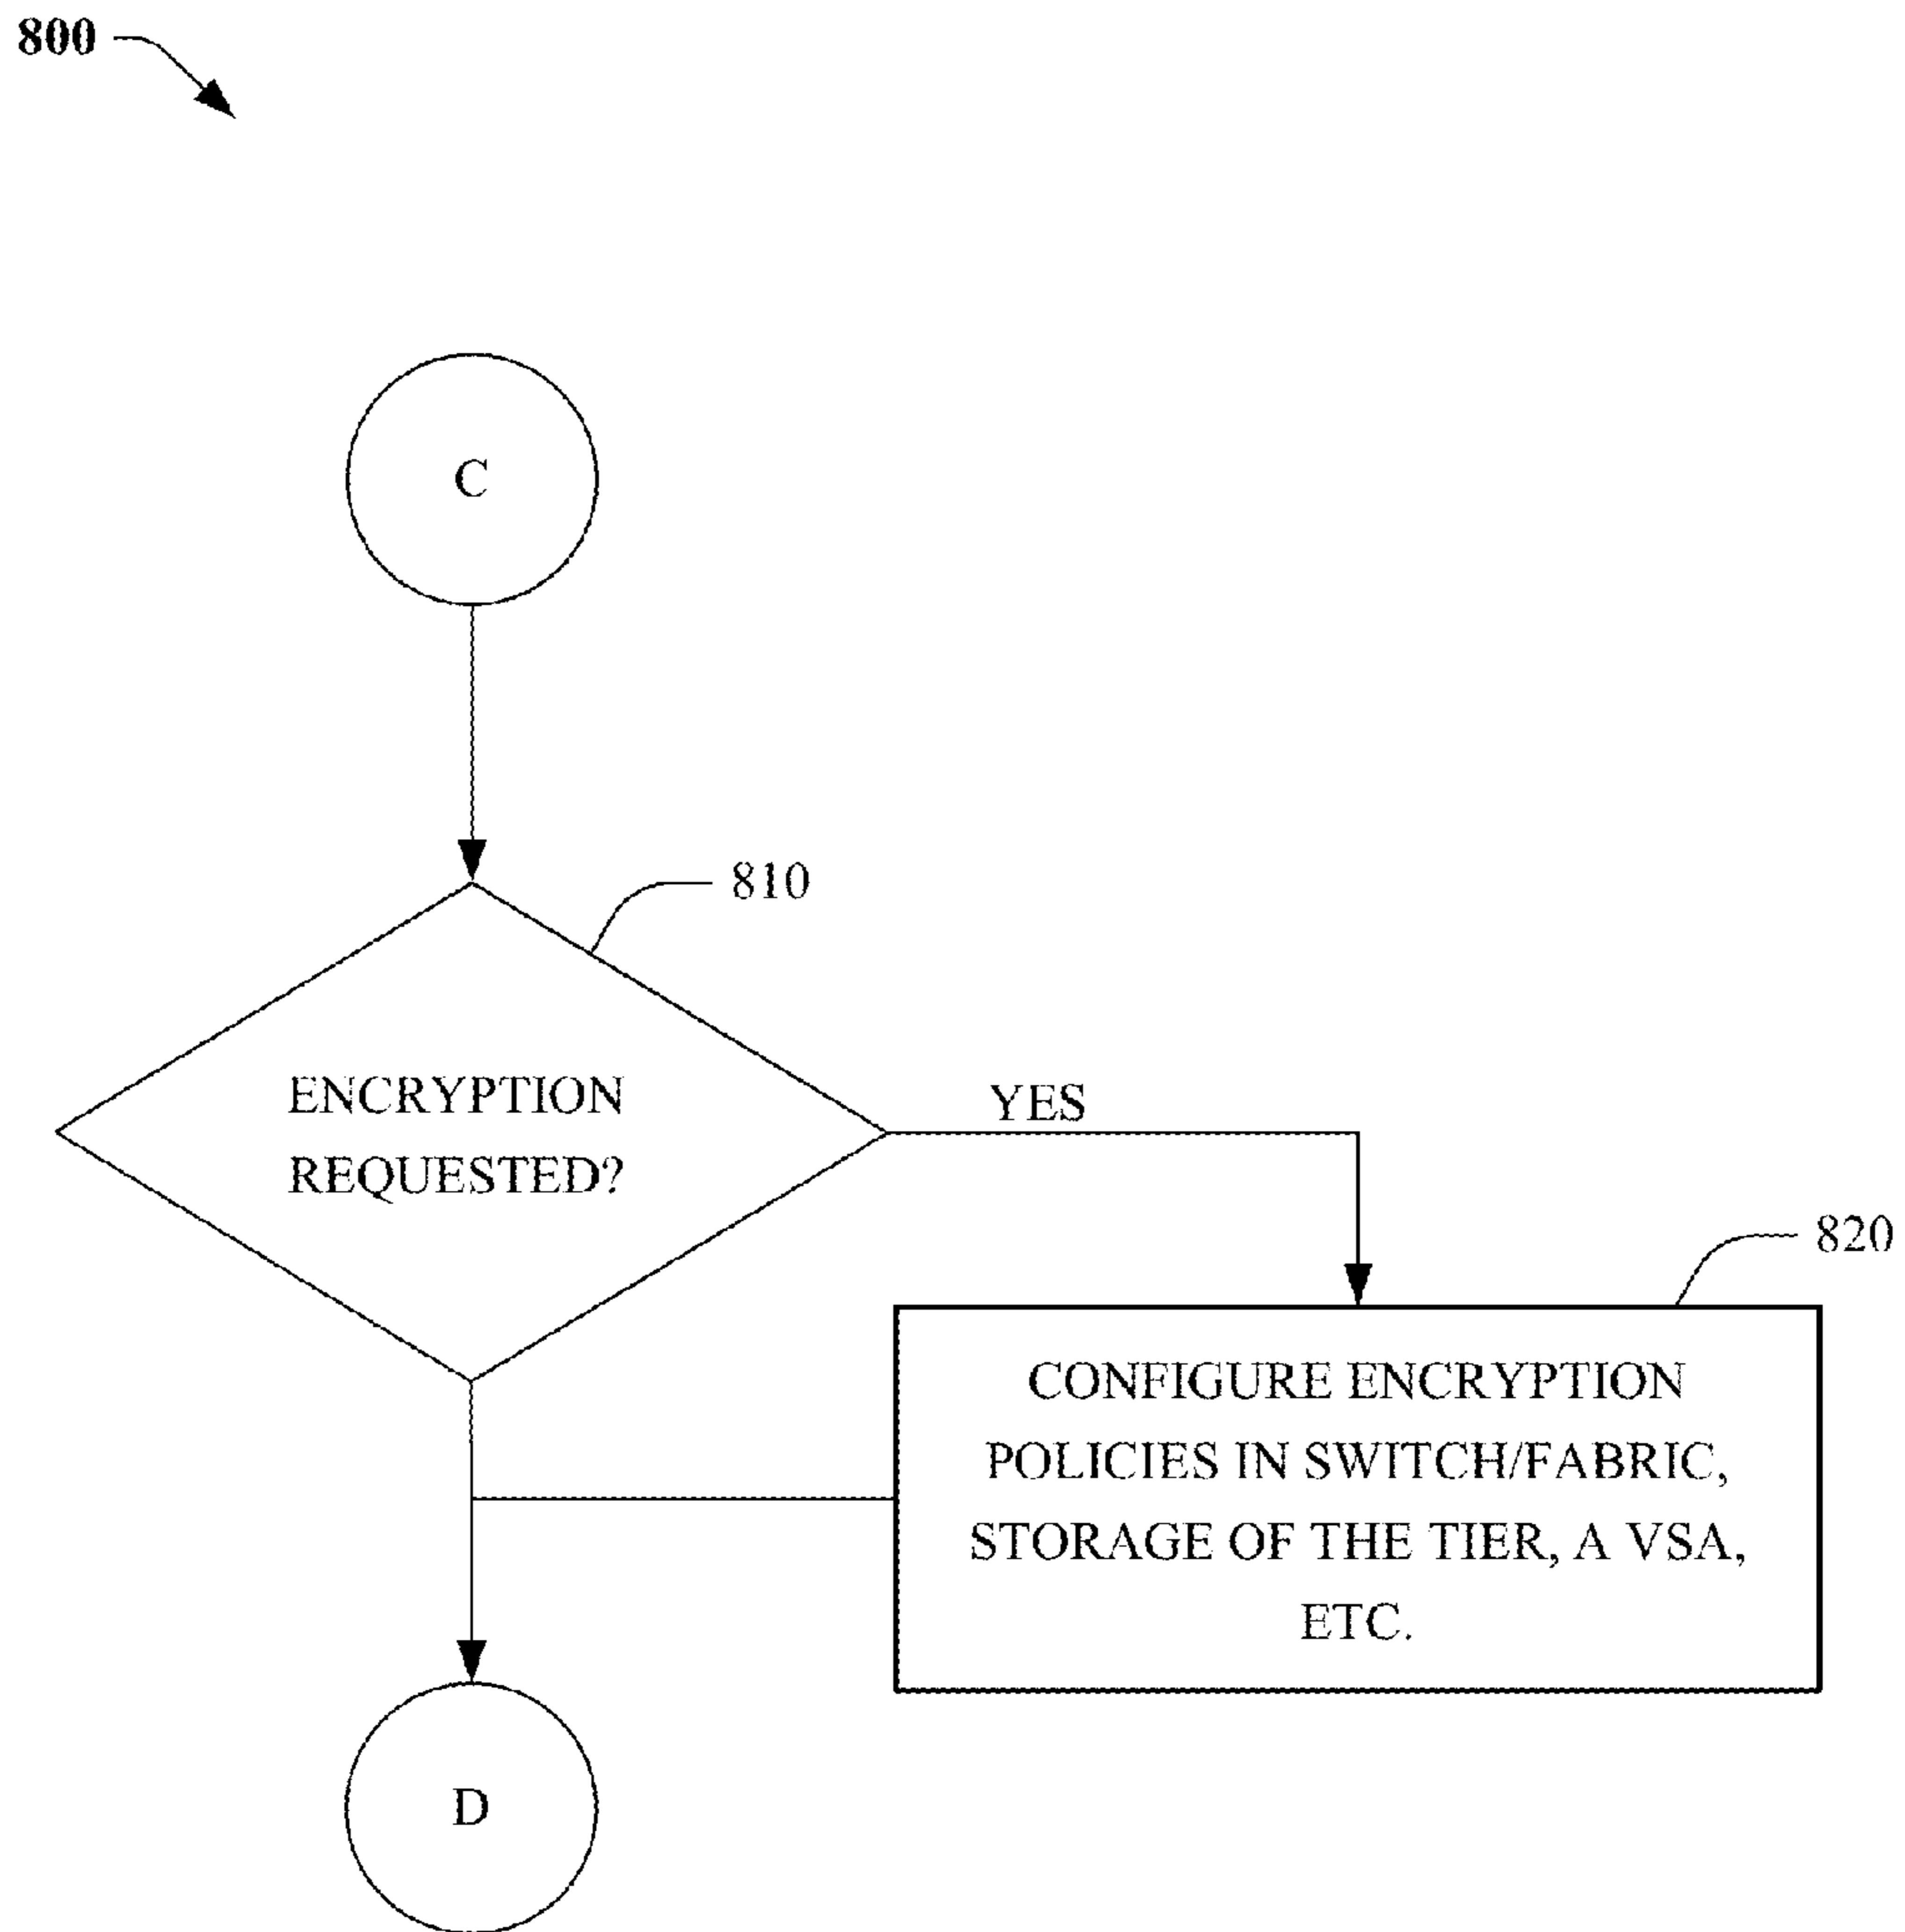 800
C
810
ENCRYPTION
REQUESTED?
YES
820
CONFIGURE ENCRYPTION
POLICIES IN SWITCH/FABRIC,
STORAGE OF THE TIER, A VSA,
ETC.
D